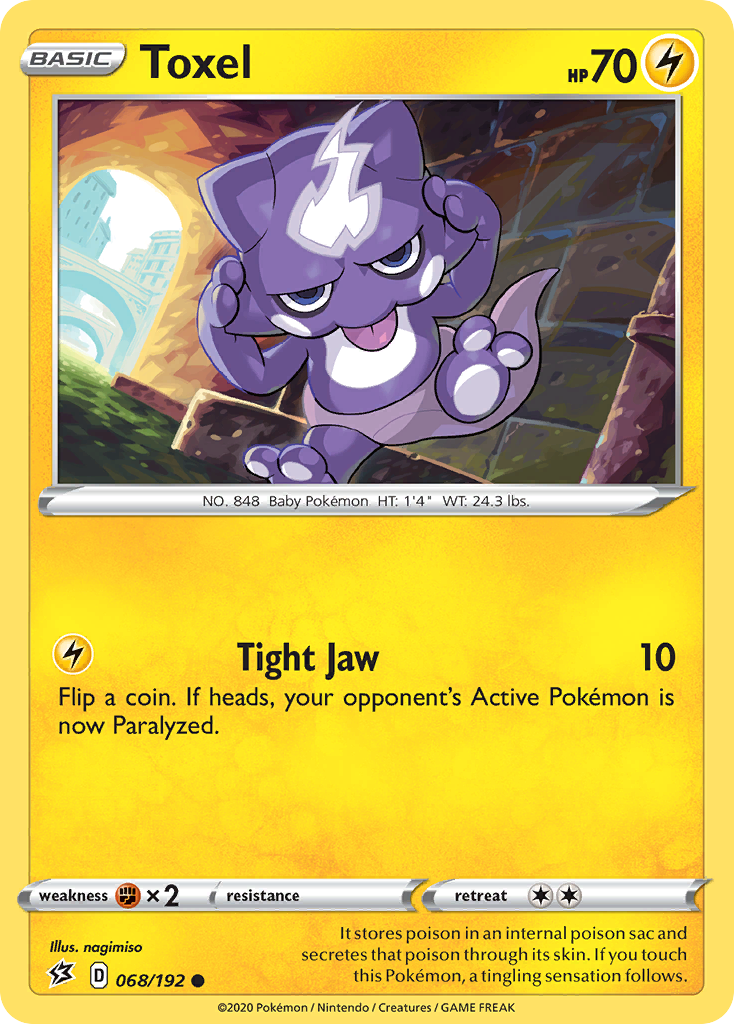 BASIC Toxel HP 70
NO. 848 Baby Pokémon HT: 1'4" WT: 24.3 lbs.
Tight Jaw 10
Flip a coin. If heads, your opponent's Active Pokémon is
now Paralyzed.
weakness ×2 resistance retreat
It stores poison in an internal poison sac and
secretes that poison through its skin. If you touch
this Pokémon, a tingling sensation follows.
Illus. nagimiso
D 068/192
©2020 Pokémon / Nintendo / Creatures / GAME FREAK